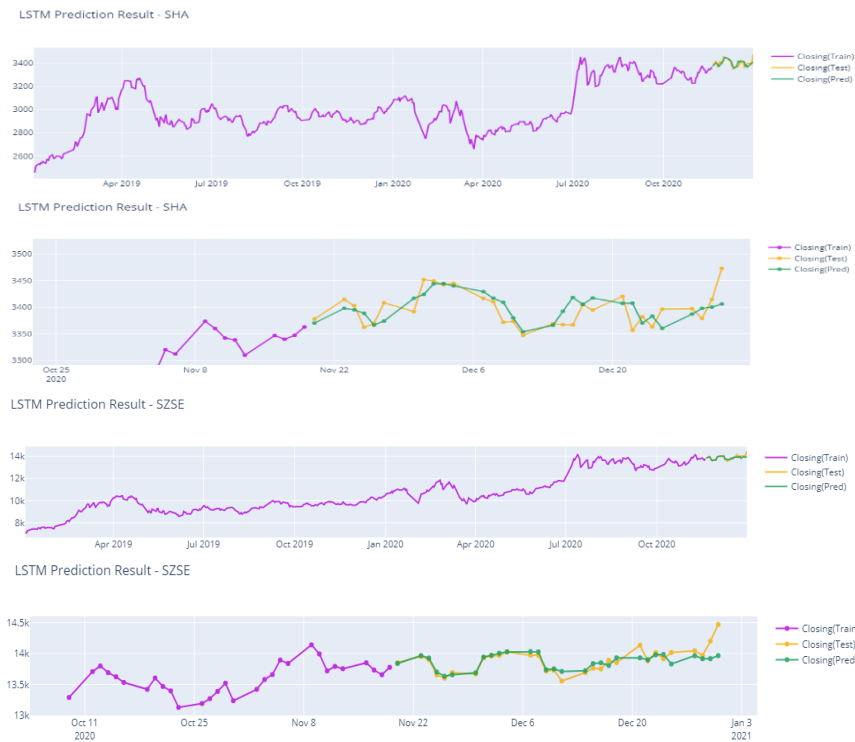 LSTM Prediction Result - SHA
3400
3200
3000
2800
2600
Apr 2019 Jul 2019 Oct 2019 Jan 2020 Apr 2020 Jul 2020 Oct 2020
Closing(Train)
Closing(Test)
Closing(Pred)
LSTM Prediction Result - SHA
3500
3450
3400
3350
3300
Oct 25 Nov 8 Nov 22 Dec 6 Dec 20
2020
Closing(Train)
Closing(Test)
Closing(Pred)
LSTM Prediction Result - SZSE
14k
12k
10k
8k
Apr 2019 Jul 2019 Oct 2019 Jan 2020 Apr 2020 Jul 2020 Oct 2020
Closing(Train)
Closing(Test)
Closing(Pred)
LSTM Prediction Result - SZSE
14.5k
14k
13.5k
13k
Oct 11 Oct 25 Nov 8 Nov 22 Dec 6 Dec 20 Jan 3
2020 2021
Closing(Train
Closing(Test)
Closing(Pred